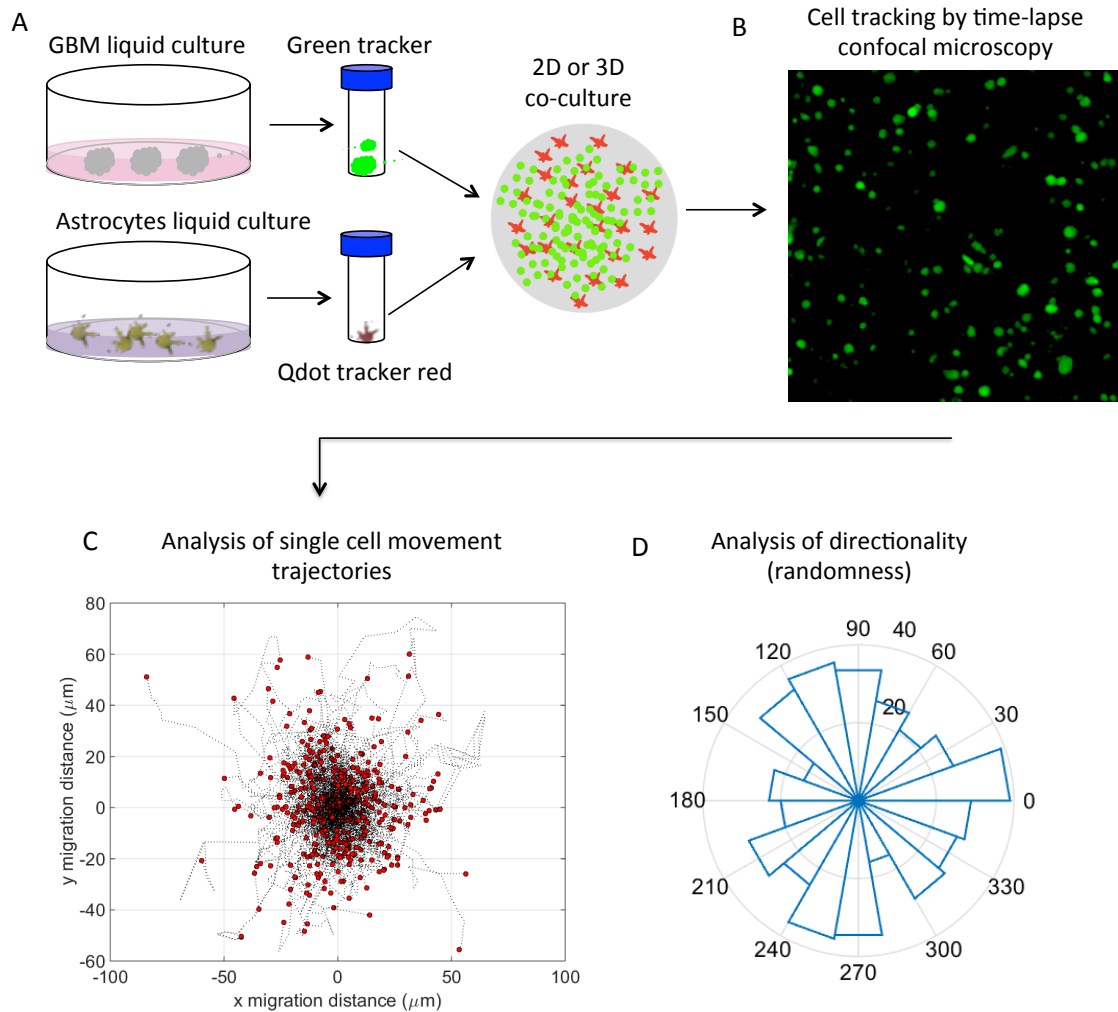 A
GBM liquid culture
Green tracker
2D or 3D
co-culture
Astrocytes liquid culture
Qdot tracker red
B
Cell tracking by time-lapse
confocal microscopy
C
Analysis of single cell movement
trajectories
80
60
40
20
0
-20
-40
-60
-100
-50
0
50
100
y migration distance (μm)
x migration distance (μm)
D
Analysis of directionality
(randomness)
90
40
60
120
20
30
150
0
180
330
210
300
240
270